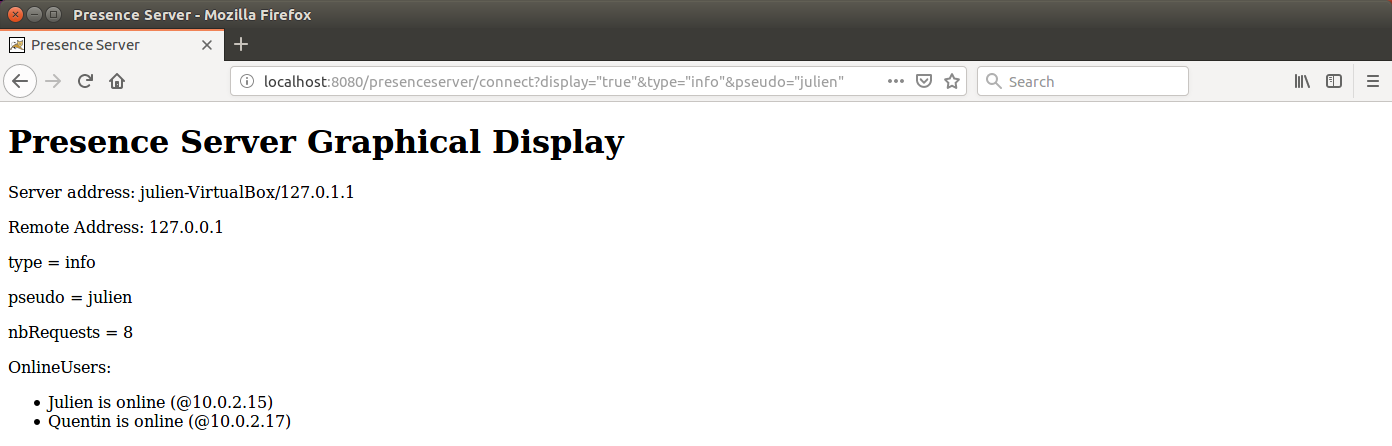 Presence Server - Mozilla Firefox
Presence Server
localhost:8080/presenceserver/connect?display="true"&type="info"&pseudo="julien"
Search
Presence Server Graphical Display
Server address: julien-VirtualBox/127.0.1.1
Remote Address: 127.0.0.1
type = info
pseudo = julien
nbRequests = 8
OnlineUsers:
• Julien is online (@10.0.2.15)
• Quentin is online (@10.0.2.17)